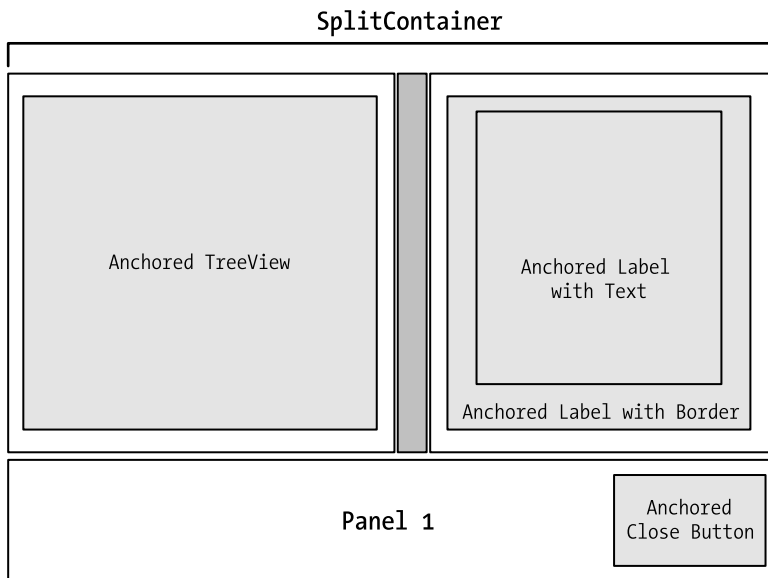 SplitContainer
Anchored TreeView
Anchored Label
with Text
Anchored Label with Border
Panel 1
Anchored
Close Button